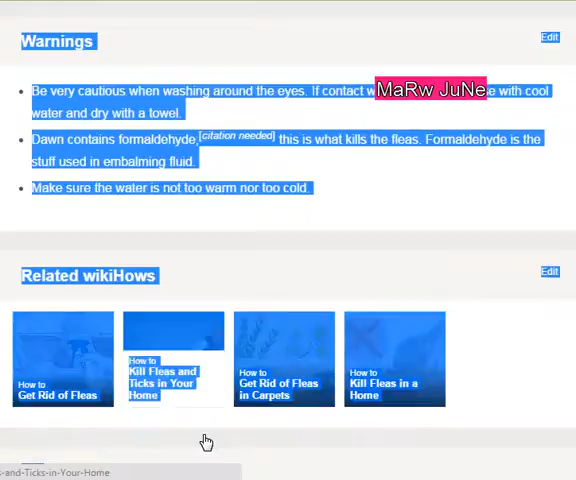 Warnings
Edit
Be very cautious when washing around the eyes. If contact w MaRw JuNe e with cool
water and dry with a towel.
Dawn contains formaldehyde,[citation needed] this is what kills the fleas. Formaldehyde is the
stuff used in embalming fluid.
Make sure the water is not too warm nor too cold.
Related wikiHows
Edit
How to
Get Rid of Fleas
How to
Kill Fleas and
Ticks in Your
Home
How to
Get Rid of Fleas
in Carpets
How to
Kill Fleas in a
Home
s-and-Ticks-in-Your-Home